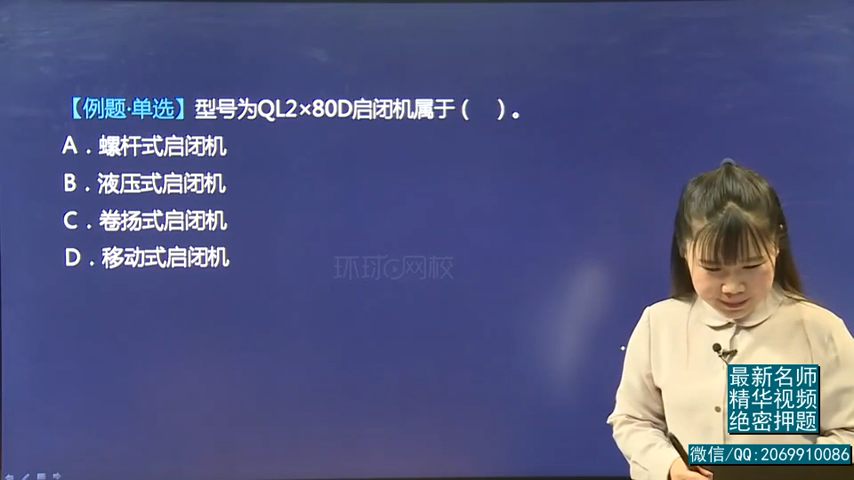 【例题·单选】型号为QL2×80D启闭机属于（ ）。
A．螺杆式启闭机
B．液压式启闭机
C．卷扬式启闭机
D．移动式启闭机
环球网校
最新名师
精华视频
绝密押题
微信/QQ:2069910086